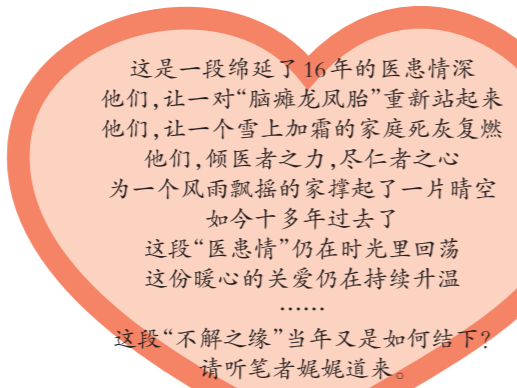 这是一段绵延了16年的医患情深
他们,让一对“脑瘫龙凤胎”重新站起来
他们,让一个雪上加霜的家庭死灰复燃
他们,倾医者之力,尽仁者之心
为一个风雨飘摇的家撑起了一片晴空
如今十多年过去了
这段“医患情”仍在时光里回荡
这份暖心的关爱仍在持续升温
……
这段“不解之缘”当年又是如何结下?
请听笔者娓娓道来。